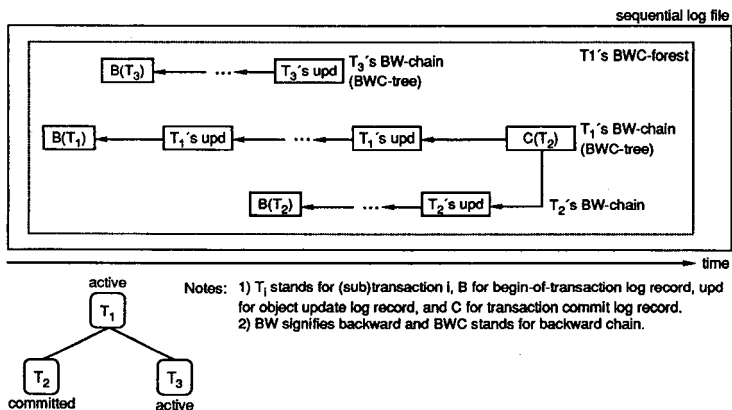 sequential log file
T1´s BWC-forest
B(T3) ... T3´s upd T3´s BW-chain
(BWC-tree)
B(T1) T1´s upd ... T1´s upd C(T2) T1´s BW-chain
(BWC-tree)
B(T2) ... T2´s upd T2´s BW-chain
time
Notes: 1) Ti stands for (sub)transaction i, B for begin-of-transaction log record, upd
for object update log record, and C for transaction commit log record.
2) BW signifies backward and BWC stands for backward chain.
active
T1
T2 T3
committed active